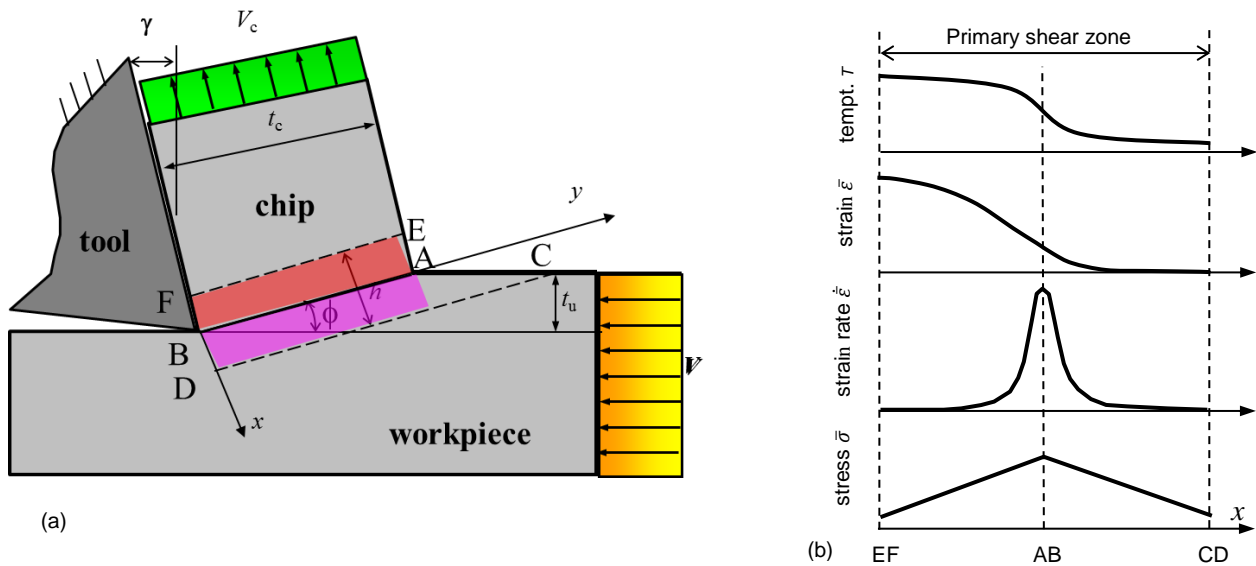 V_c
γ
t_c
chip
tool
y
E
A
C
F
h
t_u
ϕ
B
D
V
x
workpiece
(a)
Primary shear zone
tempt. T
strain ε̄
strain rate ε̄̇
stress σ̄
x
(b)
EF
AB
CD